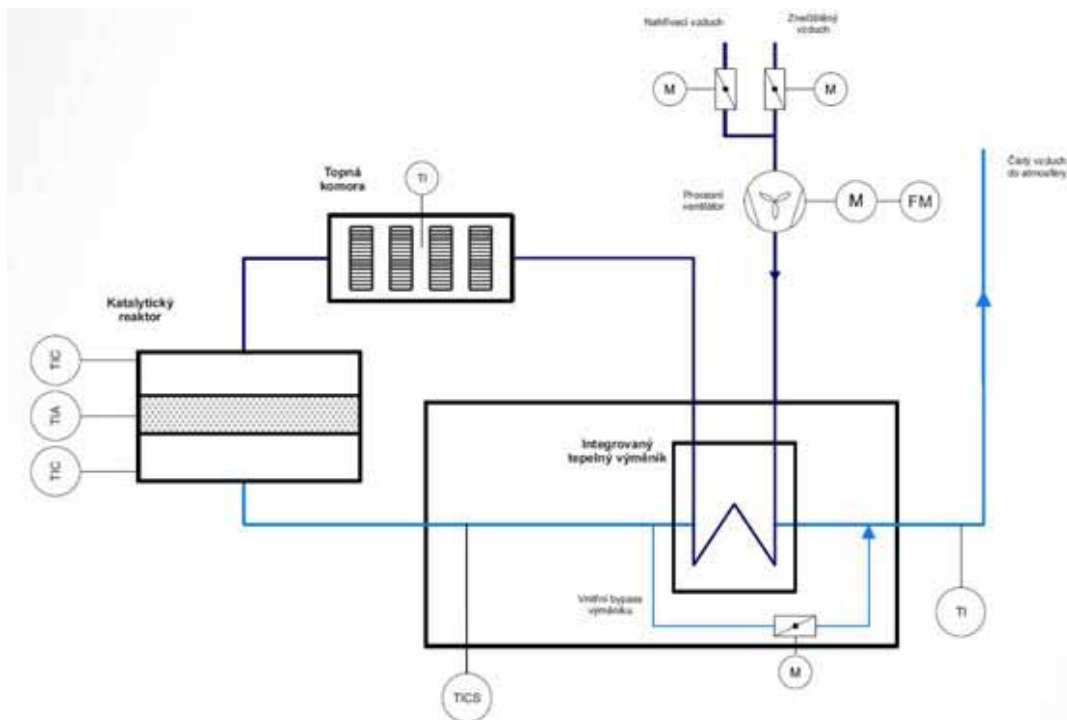 Nahřívací vzduch
Znečištěný
vzduch
M
M
Čistý vzduch
do atmosféry
Topná
komora
TI
Procesní
ventilátor
M
FM
Katalytický
reaktor
TIC
TIA
TIC
Integrovaný
tepelný výměník
Vnitřní bypass
výměníku
TI
M
TICS